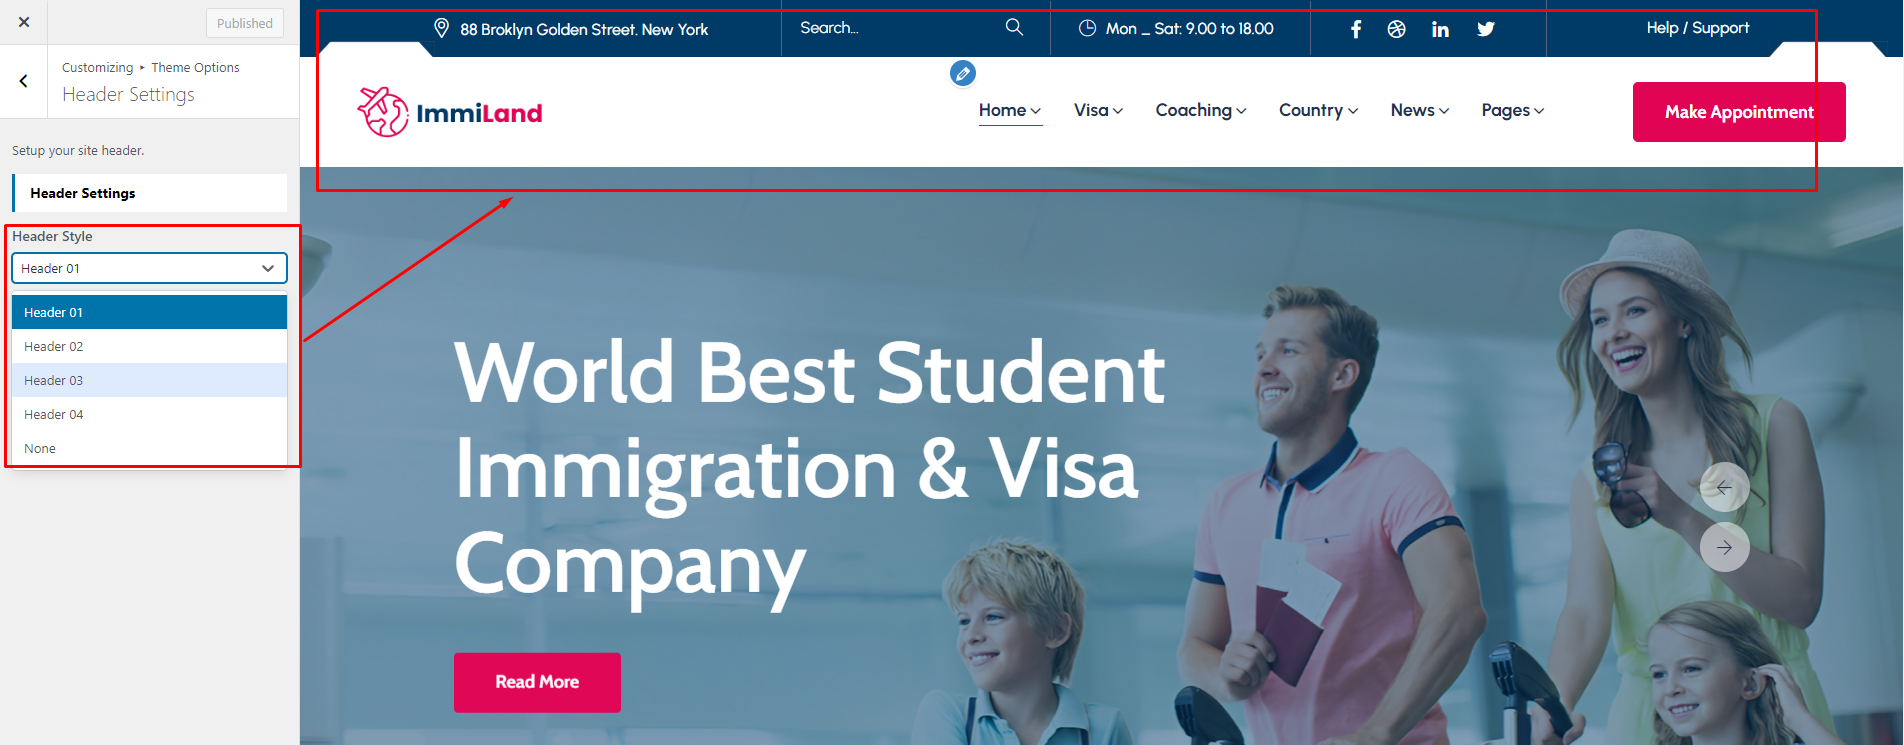 Published
Customizing ▸ Theme Options
Header Settings
Setup your site header.
Header Settings
Header Style
Header 01
Header 01
Header 02
Header 03
Header 04
None
88 Broklyn Golden Street. New York
Search...
Mon _ Sat: 9.00 to 18.00
Help / Support
ImmiLand
Home
Visa
Coaching
Country
News
Pages
Make Appointment
World Best Student
Immigration & Visa
Company
Read More